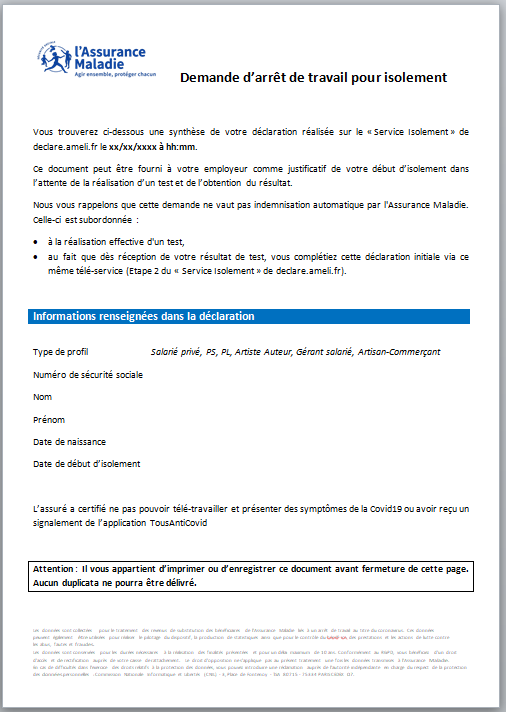 l'Assurance
Maladie
Agir ensemble, protéger chacun
Demande d'arrêt de travail pour isolement
Vous trouverez ci-dessous une synthèse de votre déclaration réalisée sur le « Service Isolement » de
declare.ameli.fr le xx/xx/xxxx à hh:mm.
Ce document peut être fourni à votre employeur comme justificatif de votre début d'isolement dans
l'attente de la réalisation d'un test et de l'obtention du résultat.
Nous vous rappelons que cette demande ne vaut pas indemnisation automatique par l'Assurance Maladie.
Celle-ci est subordonnée :
• à la réalisation effective d'un test,
• au fait que dès réception de votre résultat de test, vous complétiez cette déclaration initiale via ce
même télé-service (Etape 2 du « Service Isolement » de declare.ameli.fr).
Informations renseignées dans la déclaration
Type de profil Salarié privé, PS, PL, Artiste Auteur, Gérant salarié, Artisan-Commerçant
Numéro de sécurité sociale
Nom
Prénom
Date de naissance
Date de début d'isolement
L'assuré a certifié ne pas pouvoir télé-travailler et présenter des symptômes de la Covid19 ou avoir reçu un
signalement de l'application TousAntiCovid
Attention : Il vous appartient d'imprimer ou d'enregistrer ce document avant fermeture de cette page.
Aucun duplicata ne pourra être délivré.